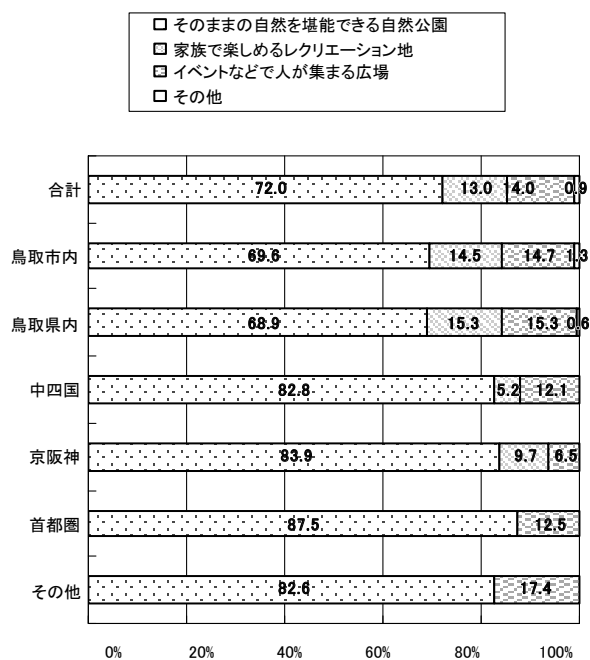 そのままの自然を堪能できる自然公園
家族で楽しめるレクリエーション地
イベントなどで人が集まる広場
その他
合計 72.0 13.0 14.0 0.9
鳥取市内 69.6 14.5 14.7 1.3
鳥取県内 68.9 15.3 15.3 0.6
中四国 82.8 5.2 12.1
京阪神 83.9 9.7 6.5
首都圏 87.5 12.5
その他 82.6 17.4
0% 20% 40% 60% 80% 100%